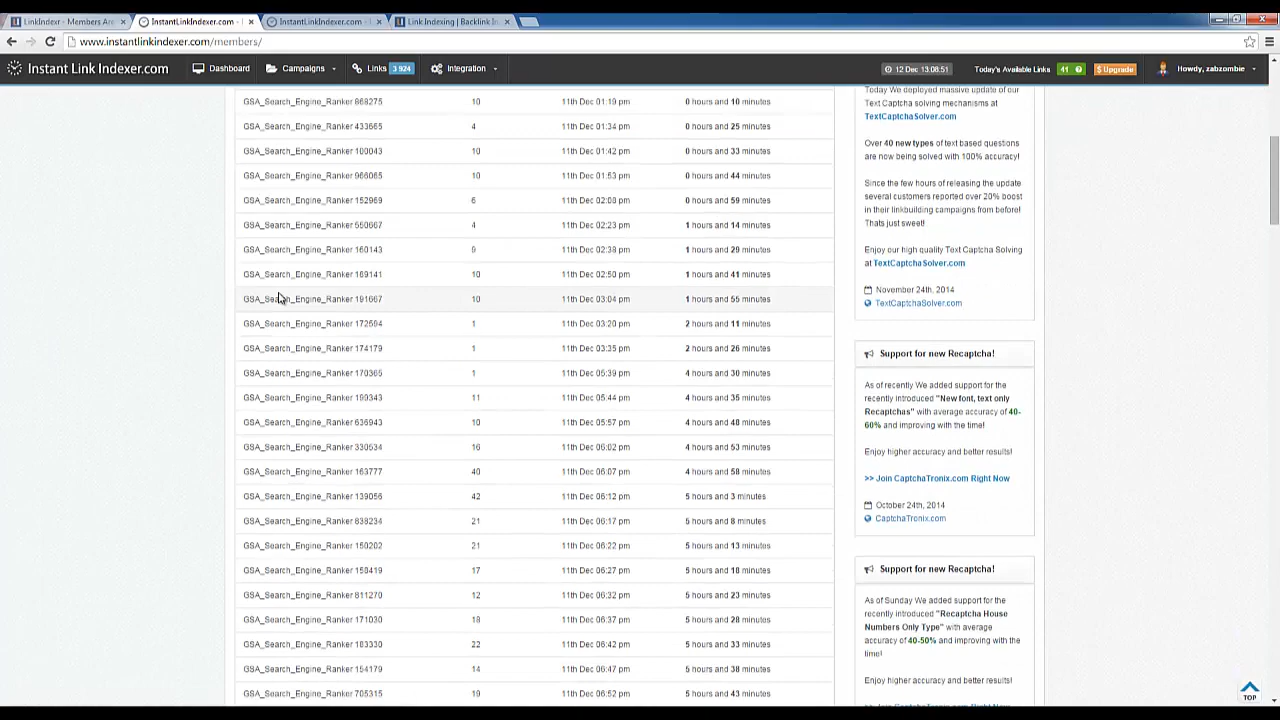 LinkIndexr - Members Are
InstantLinkIndexer.com -
InstantLinkIndexer.com -
Link Indexing | Backlink In
www.instantlinkindexer.com/members/
Instant Link Indexer.com
Dashboard
Campaigns
Links 3 924
Integration
12 Dec 13:08:51
Today's Available Links 41
$ Upgrade
Howdy, zabzombie
GSA_Search_Engine_Ranker 868275 10 11th Dec 01:19 pm 0 hours and 10 minutes
GSA_Search_Engine_Ranker 433665 4 11th Dec 01:34 pm 0 hours and 25 minutes
GSA_Search_Engine_Ranker 100043 10 11th Dec 01:42 pm 0 hours and 33 minutes
GSA_Search_Engine_Ranker 966065 10 11th Dec 01:53 pm 0 hours and 44 minutes
GSA_Search_Engine_Ranker 152969 6 11th Dec 02:08 pm 0 hours and 59 minutes
GSA_Search_Engine_Ranker 550667 4 11th Dec 02:23 pm 1 hours and 14 minutes
GSA_Search_Engine_Ranker 160143 9 11th Dec 02:38 pm 1 hours and 29 minutes
GSA_Search_Engine_Ranker 169141 10 11th Dec 02:50 pm 1 hours and 41 minutes
GSA_Search_Engine_Ranker 191667 10 11th Dec 03:04 pm 1 hours and 55 minutes
GSA_Search_Engine_Ranker 172594 1 11th Dec 03:20 pm 2 hours and 11 minutes
GSA_Search_Engine_Ranker 174179 1 11th Dec 03:35 pm 2 hours and 26 minutes
GSA_Search_Engine_Ranker 170365 1 11th Dec 05:39 pm 4 hours and 30 minutes
GSA_Search_Engine_Ranker 199343 11 11th Dec 05:44 pm 4 hours and 35 minutes
GSA_Search_Engine_Ranker 636943 10 11th Dec 05:57 pm 4 hours and 48 minutes
GSA_Search_Engine_Ranker 330534 16 11th Dec 06:02 pm 4 hours and 53 minutes
GSA_Search_Engine_Ranker 163777 40 11th Dec 06:07 pm 4 hours and 58 minutes
GSA_Search_Engine_Ranker 139056 42 11th Dec 06:12 pm 5 hours and 3 minutes
GSA_Search_Engine_Ranker 838234 21 11th Dec 06:17 pm 5 hours and 8 minutes
GSA_Search_Engine_Ranker 150202 21 11th Dec 06:22 pm 5 hours and 13 minutes
GSA_Search_Engine_Ranker 158419 17 11th Dec 06:27 pm 5 hours and 18 minutes
GSA_Search_Engine_Ranker 811270 12 11th Dec 06:32 pm 5 hours and 23 minutes
GSA_Search_Engine_Ranker 171030 18 11th Dec 06:37 pm 5 hours and 28 minutes
GSA_Search_Engine_Ranker 183330 22 11th Dec 06:42 pm 5 hours and 33 minutes
GSA_Search_Engine_Ranker 154179 14 11th Dec 06:47 pm 5 hours and 38 minutes
GSA_Search_Engine_Ranker 705315 19 11th Dec 06:52 pm 5 hours and 43 minutes
Today We deployed massive update of our
Text Captcha solving mechanisms at
TextCaptchaSolver.com
Over 40 new types of text based questions
are now being solved with 100% accuracy!
Since the few hours of releasing the update
several customers reported over 20% boost
in their linkbuilding campaigns from before!
Thats just sweet!
Enjoy our high quality Text Captcha Solving
at TextCaptchaSolver.com
November 24th, 2014
TextCaptchaSolver.com
Support for new Recaptcha!
As of recently We added support for the
recently introduced "New font, text only
Recaptchas" with average accuracy of 40-
60% and improving with the time!
Enjoy higher accuracy and better results!
>> Join CaptchaTronix.com Right Now
October 24th, 2014
CaptchaTronix.com
Support for new Recaptcha!
As of Sunday We added support for the
recently introduced "Recaptcha House
Numbers Only Type" with average
accuracy of 40-50% and improving with the
time!
Enjoy higher accuracy and better results!
>> Join CaptchaTronix.com Right Now
TOP